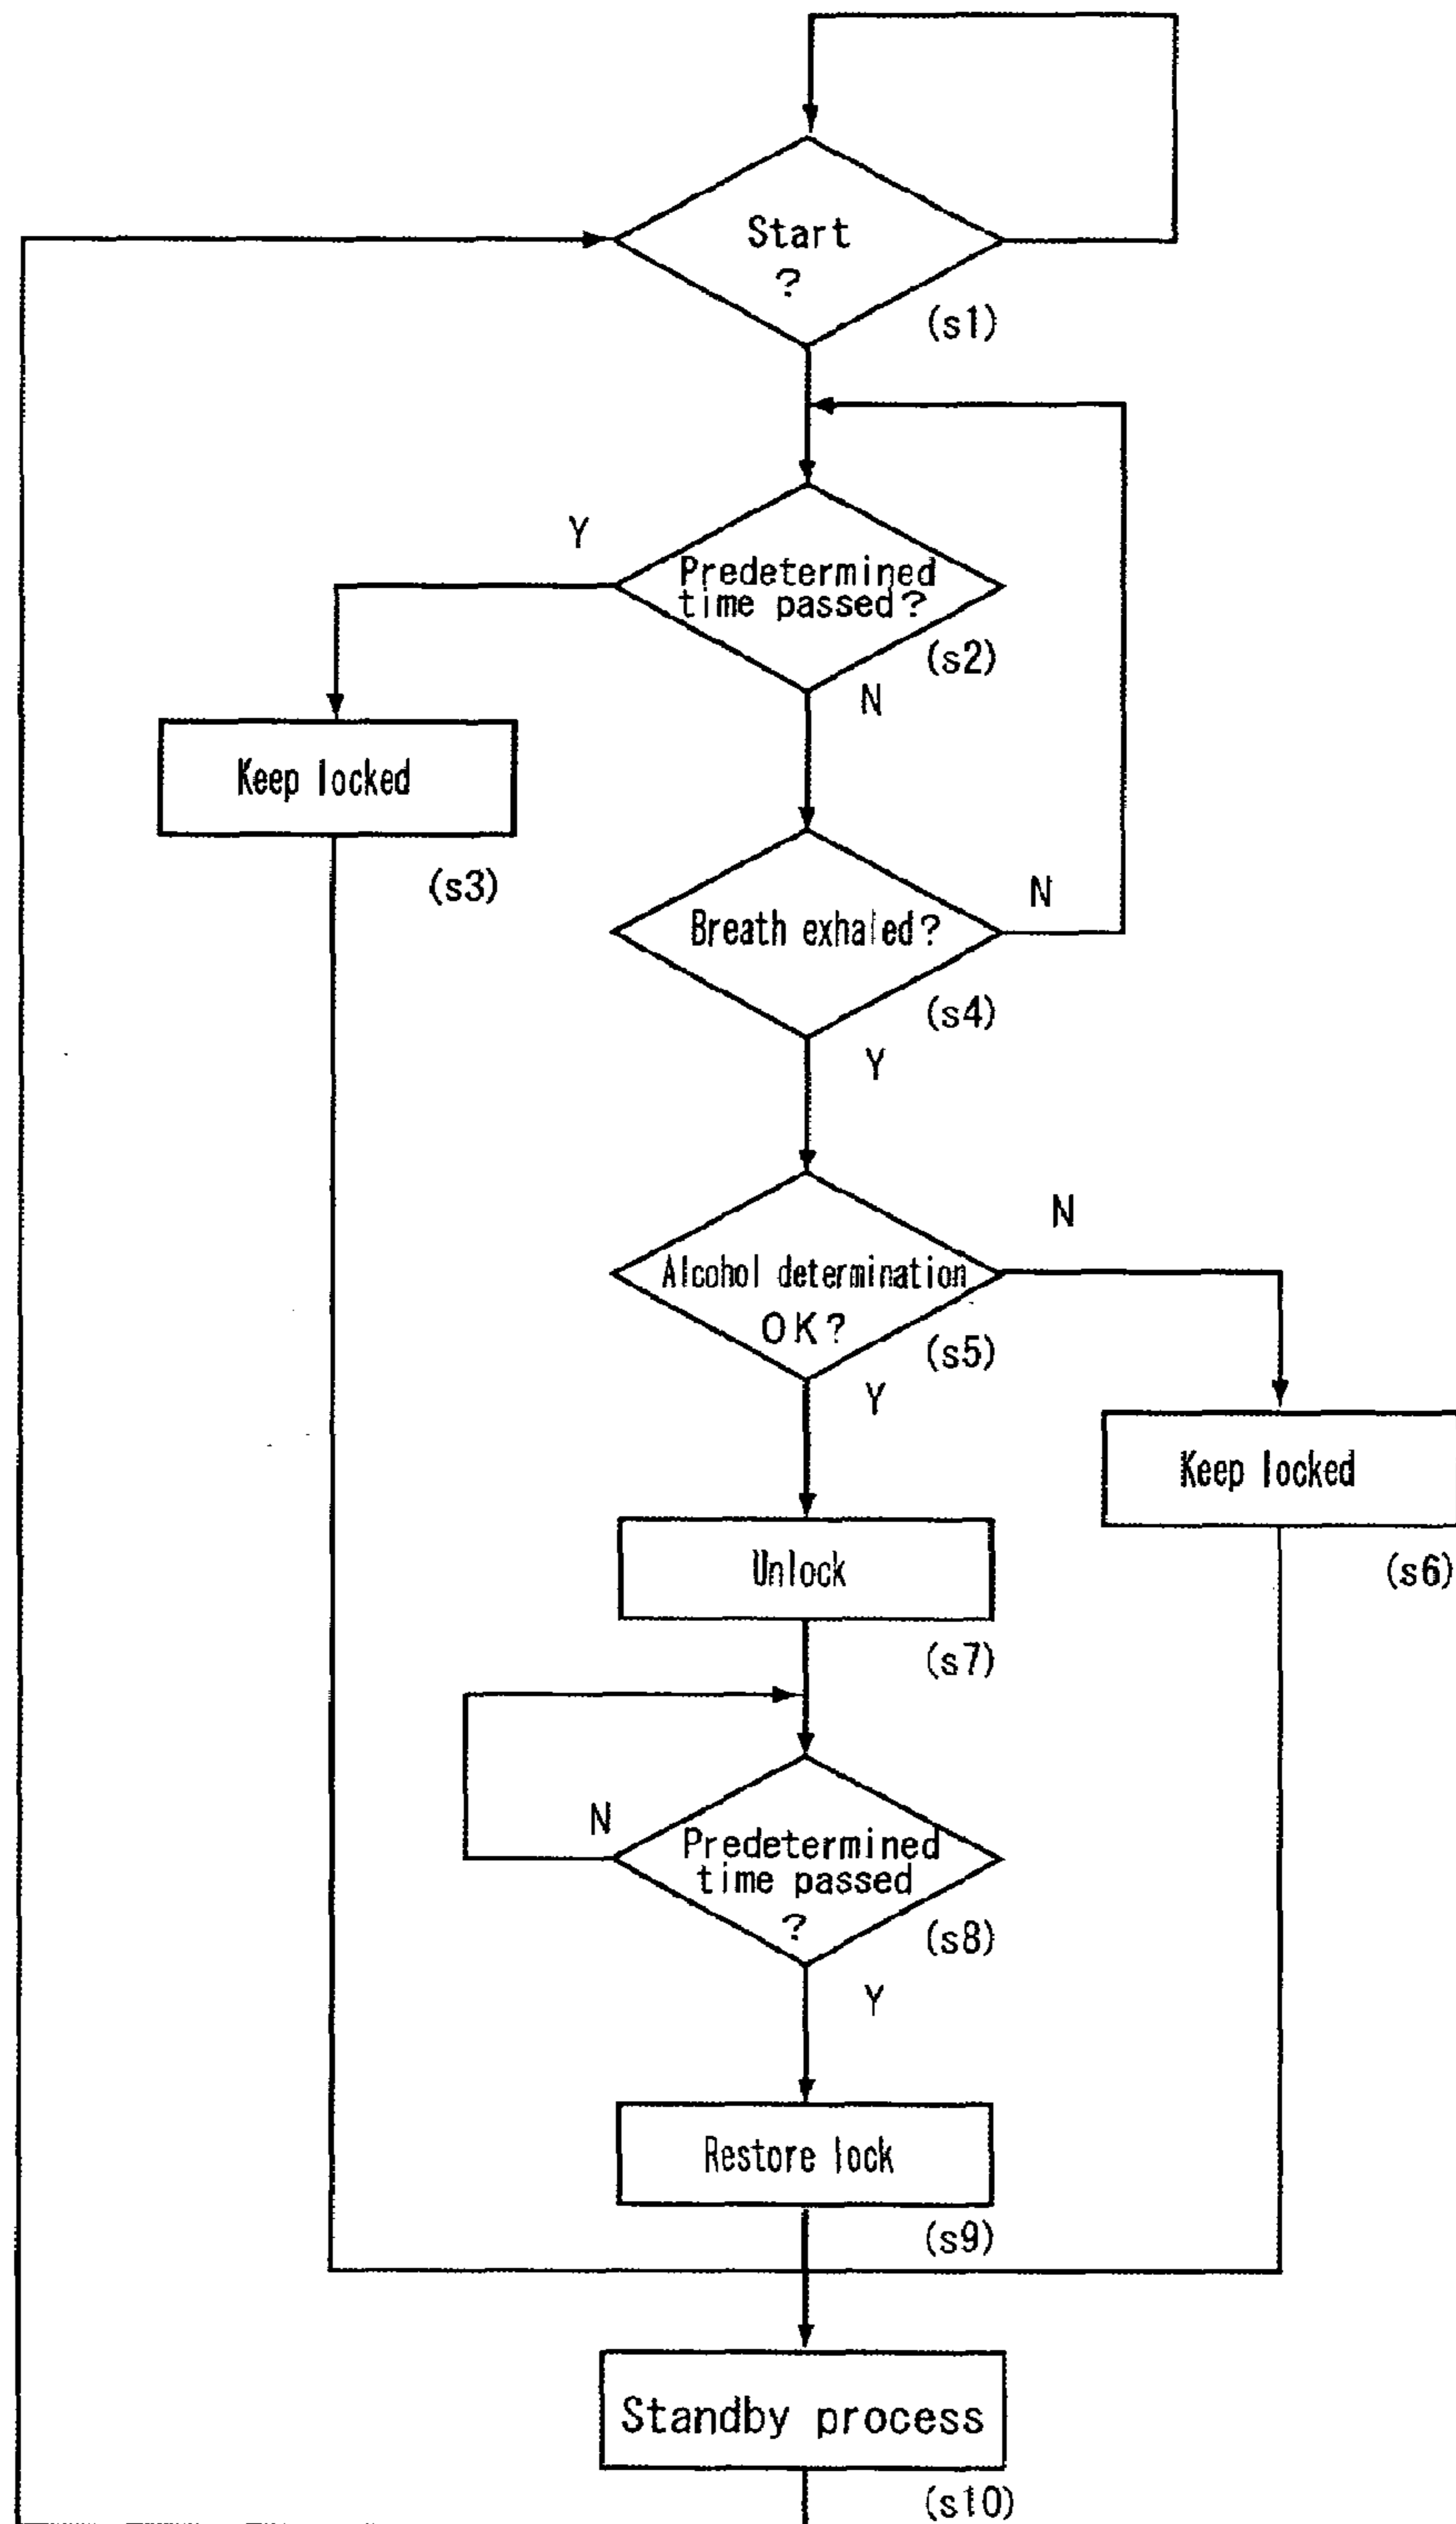 Start
?
(s1)
Y
Predetermined
time passed?
(s2)
N
Keep locked
(s3)
Breath exhaled?
N
(s4)
Y
N
Alcohol determination
OK?
(s5)
Y
Keep locked
(s6)
Unlock
(s7)
N
Predetermined
time passed
?
(s8)
Y
Restore lock
(s9)
Standby process
(s10)